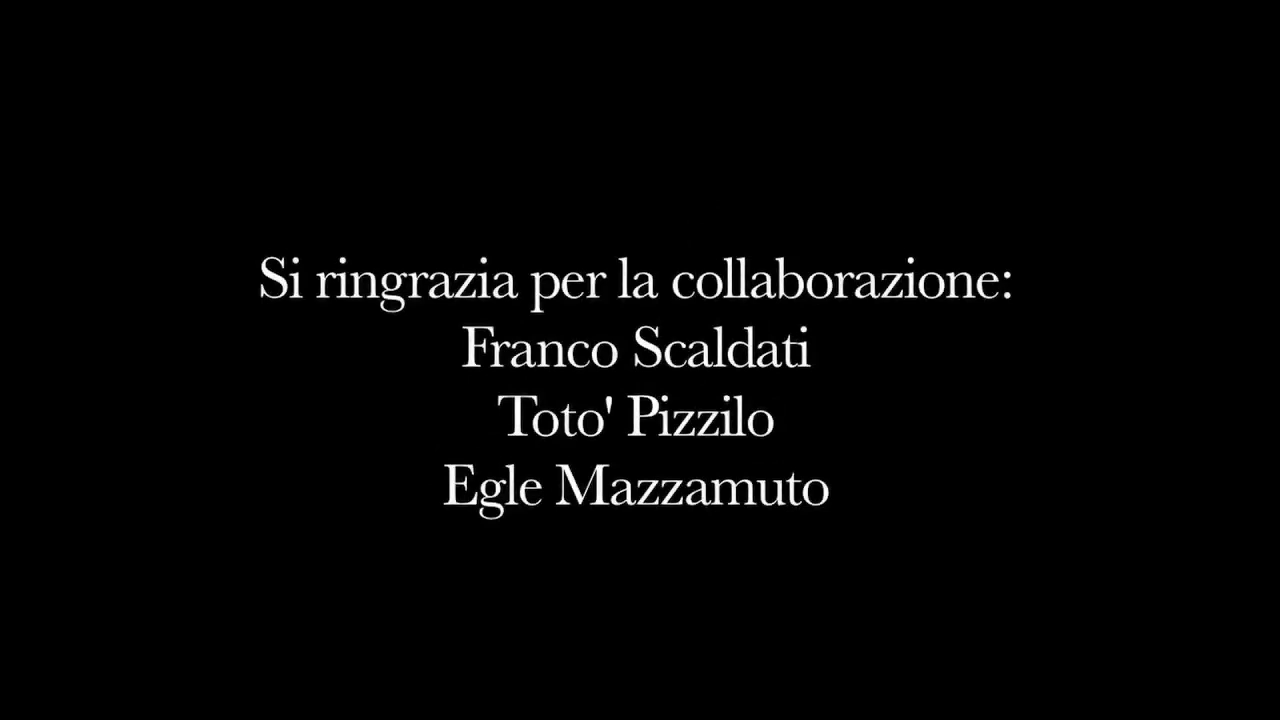 Si ringrazia per la collaborazione:
Franco Scaldati
Toto' Pizzilo
Egle Mazzamuto